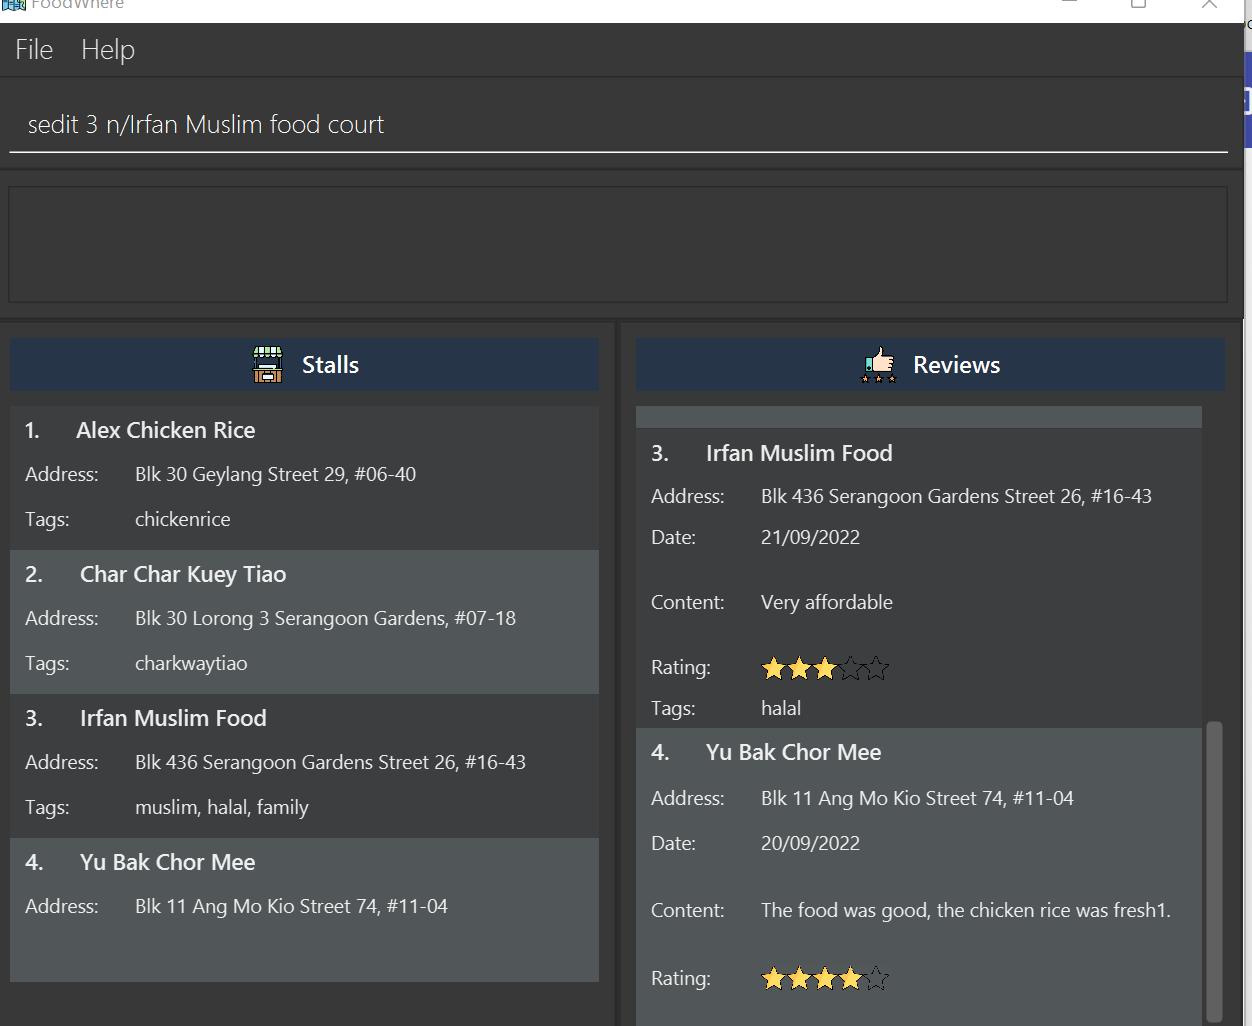 FoodWhere
File Help
sedit 3 n/Irfan Muslim food court
Stalls
1. Alex Chicken Rice
Address: Blk 30 Geylang Street 29, #06-40
Tags: chickenrice
2. Char Char Kuey Tiao
Address: Blk 30 Lorong 3 Serangoon Gardens, #07-18
Tags: charkwaytiao
3. Irfan Muslim Food
Address: Blk 436 Serangoon Gardens Street 26, #16-43
Tags: muslim, halal, family
4. Yu Bak Chor Mee
Address: Blk 11 Ang Mo Kio Street 74, #11-04
Reviews
3. Irfan Muslim Food
Address: Blk 436 Serangoon Gardens Street 26, #16-43
Date: 21/09/2022
Content: Very affordable
Rating:
Tags: halal
4. Yu Bak Chor Mee
Address: Blk 11 Ang Mo Kio Street 74, #11-04
Date: 20/09/2022
Content: The food was good, the chicken rice was fresh1.
Rating: